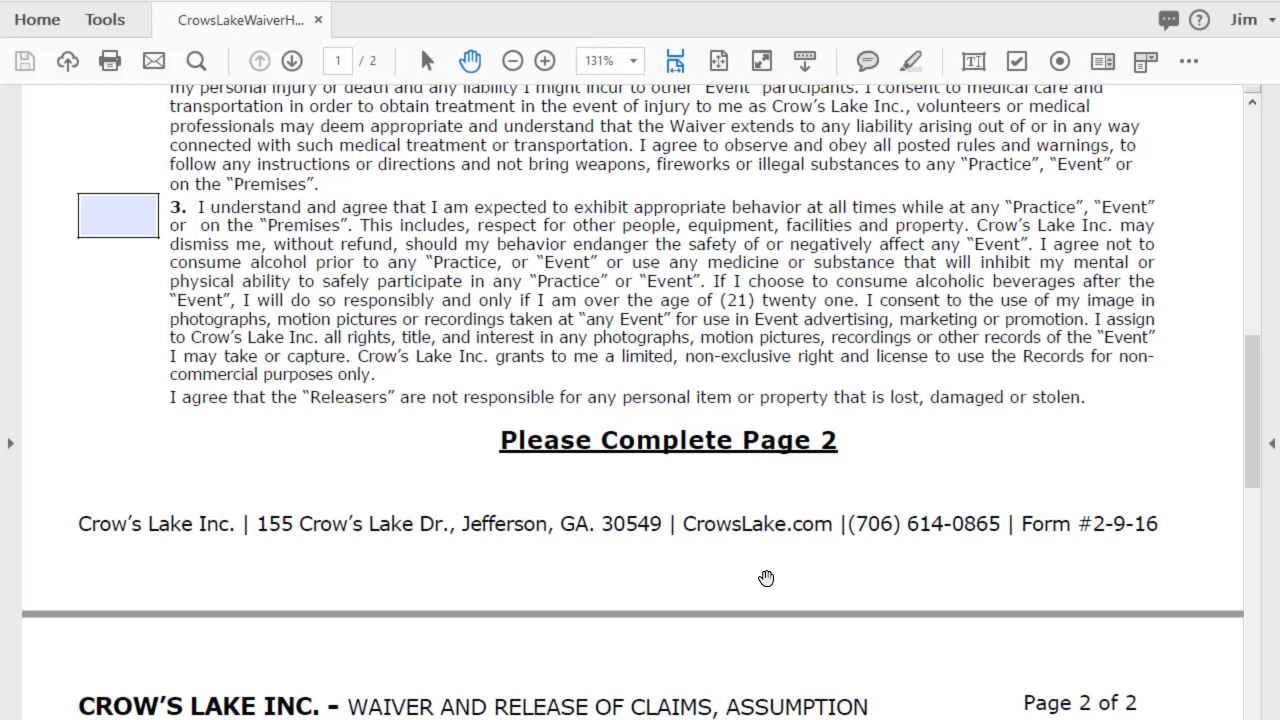 Home Tools CrowsLakeWaiverH... × Jim
1 / 2 131%
my personal injury or death and any liability I might incur to other “Event” participants. I consent to medical care and
transportation in order to obtain treatment in the event of injury to me as Crow’s Lake Inc., volunteers or medical
professionals may deem appropriate and understand that the Waiver extends to any liability arising out of or in any way
connected with such medical treatment or transportation. I agree to observe and obey all posted rules and warnings, to
follow any instructions or directions and not bring weapons, fireworks or illegal substances to any “Practice”, “Event” or
on the “Premises”.
3. I understand and agree that I am expected to exhibit appropriate behavior at all times while at any “Practice”, “Event”
or on the “Premises”. This includes, respect for other people, equipment, facilities and property. Crow’s Lake Inc. may
dismiss me, without refund, should my behavior endanger the safety of or negatively affect any “Event”. I agree not to
consume alcohol prior to any “Practice, or “Event” or use any medicine or substance that will inhibit my mental or
physical ability to safely participate in any “Practice” or “Event”. If I choose to consume alcoholic beverages after the
“Event”, I will do so responsibly and only if I am over the age of (21) twenty one. I consent to the use of my image in
photographs, motion pictures or recordings taken at “any Event” for use in Event advertising, marketing or promotion. I assign
to Crow’s Lake Inc. all rights, title, and interest in any photographs, motion pictures, recordings or other records of the “Event”
I may take or capture. Crow’s Lake Inc. grants to me a limited, non-exclusive right and license to use the Records for non-
commercial purposes only.
I agree that the “Releasers” are not responsible for any personal item or property that is lost, damaged or stolen.
Please Complete Page 2
Crow’s Lake Inc. | 155 Crow’s Lake Dr., Jefferson, GA. 30549 | CrowsLake.com |(706) 614-0865 | Form #2-9-16
CROW’S LAKE INC. - WAIVER AND RELEASE OF CLAIMS, ASSUMPTION Page 2 of 2